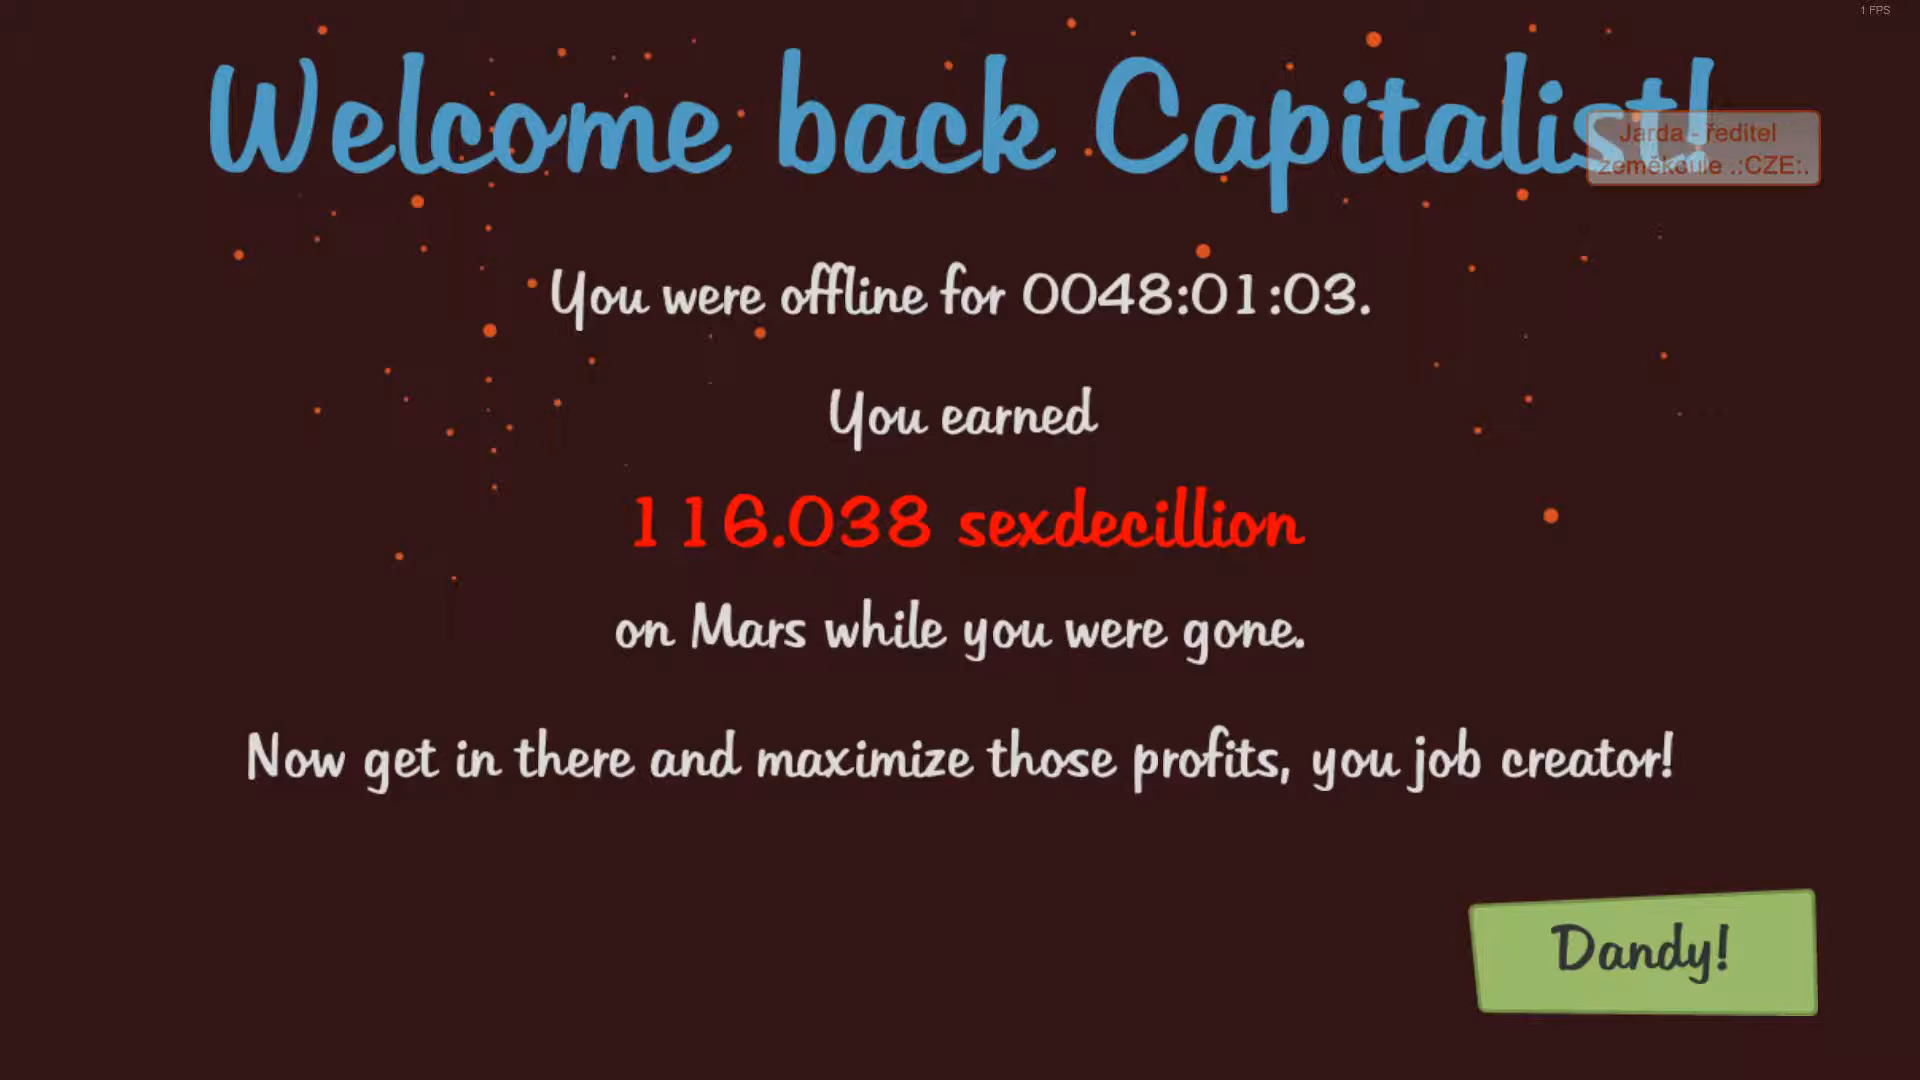 1 FPS
Welcome back Capitalist!
Jarda - ředitel
zeměkoule .:CZE:.
You were offline for 0048:01:03.
You earned
116.038 sexdecillion
on Mars while you were gone.
Now get in there and maximize those profits, you job creator!
Dandy!